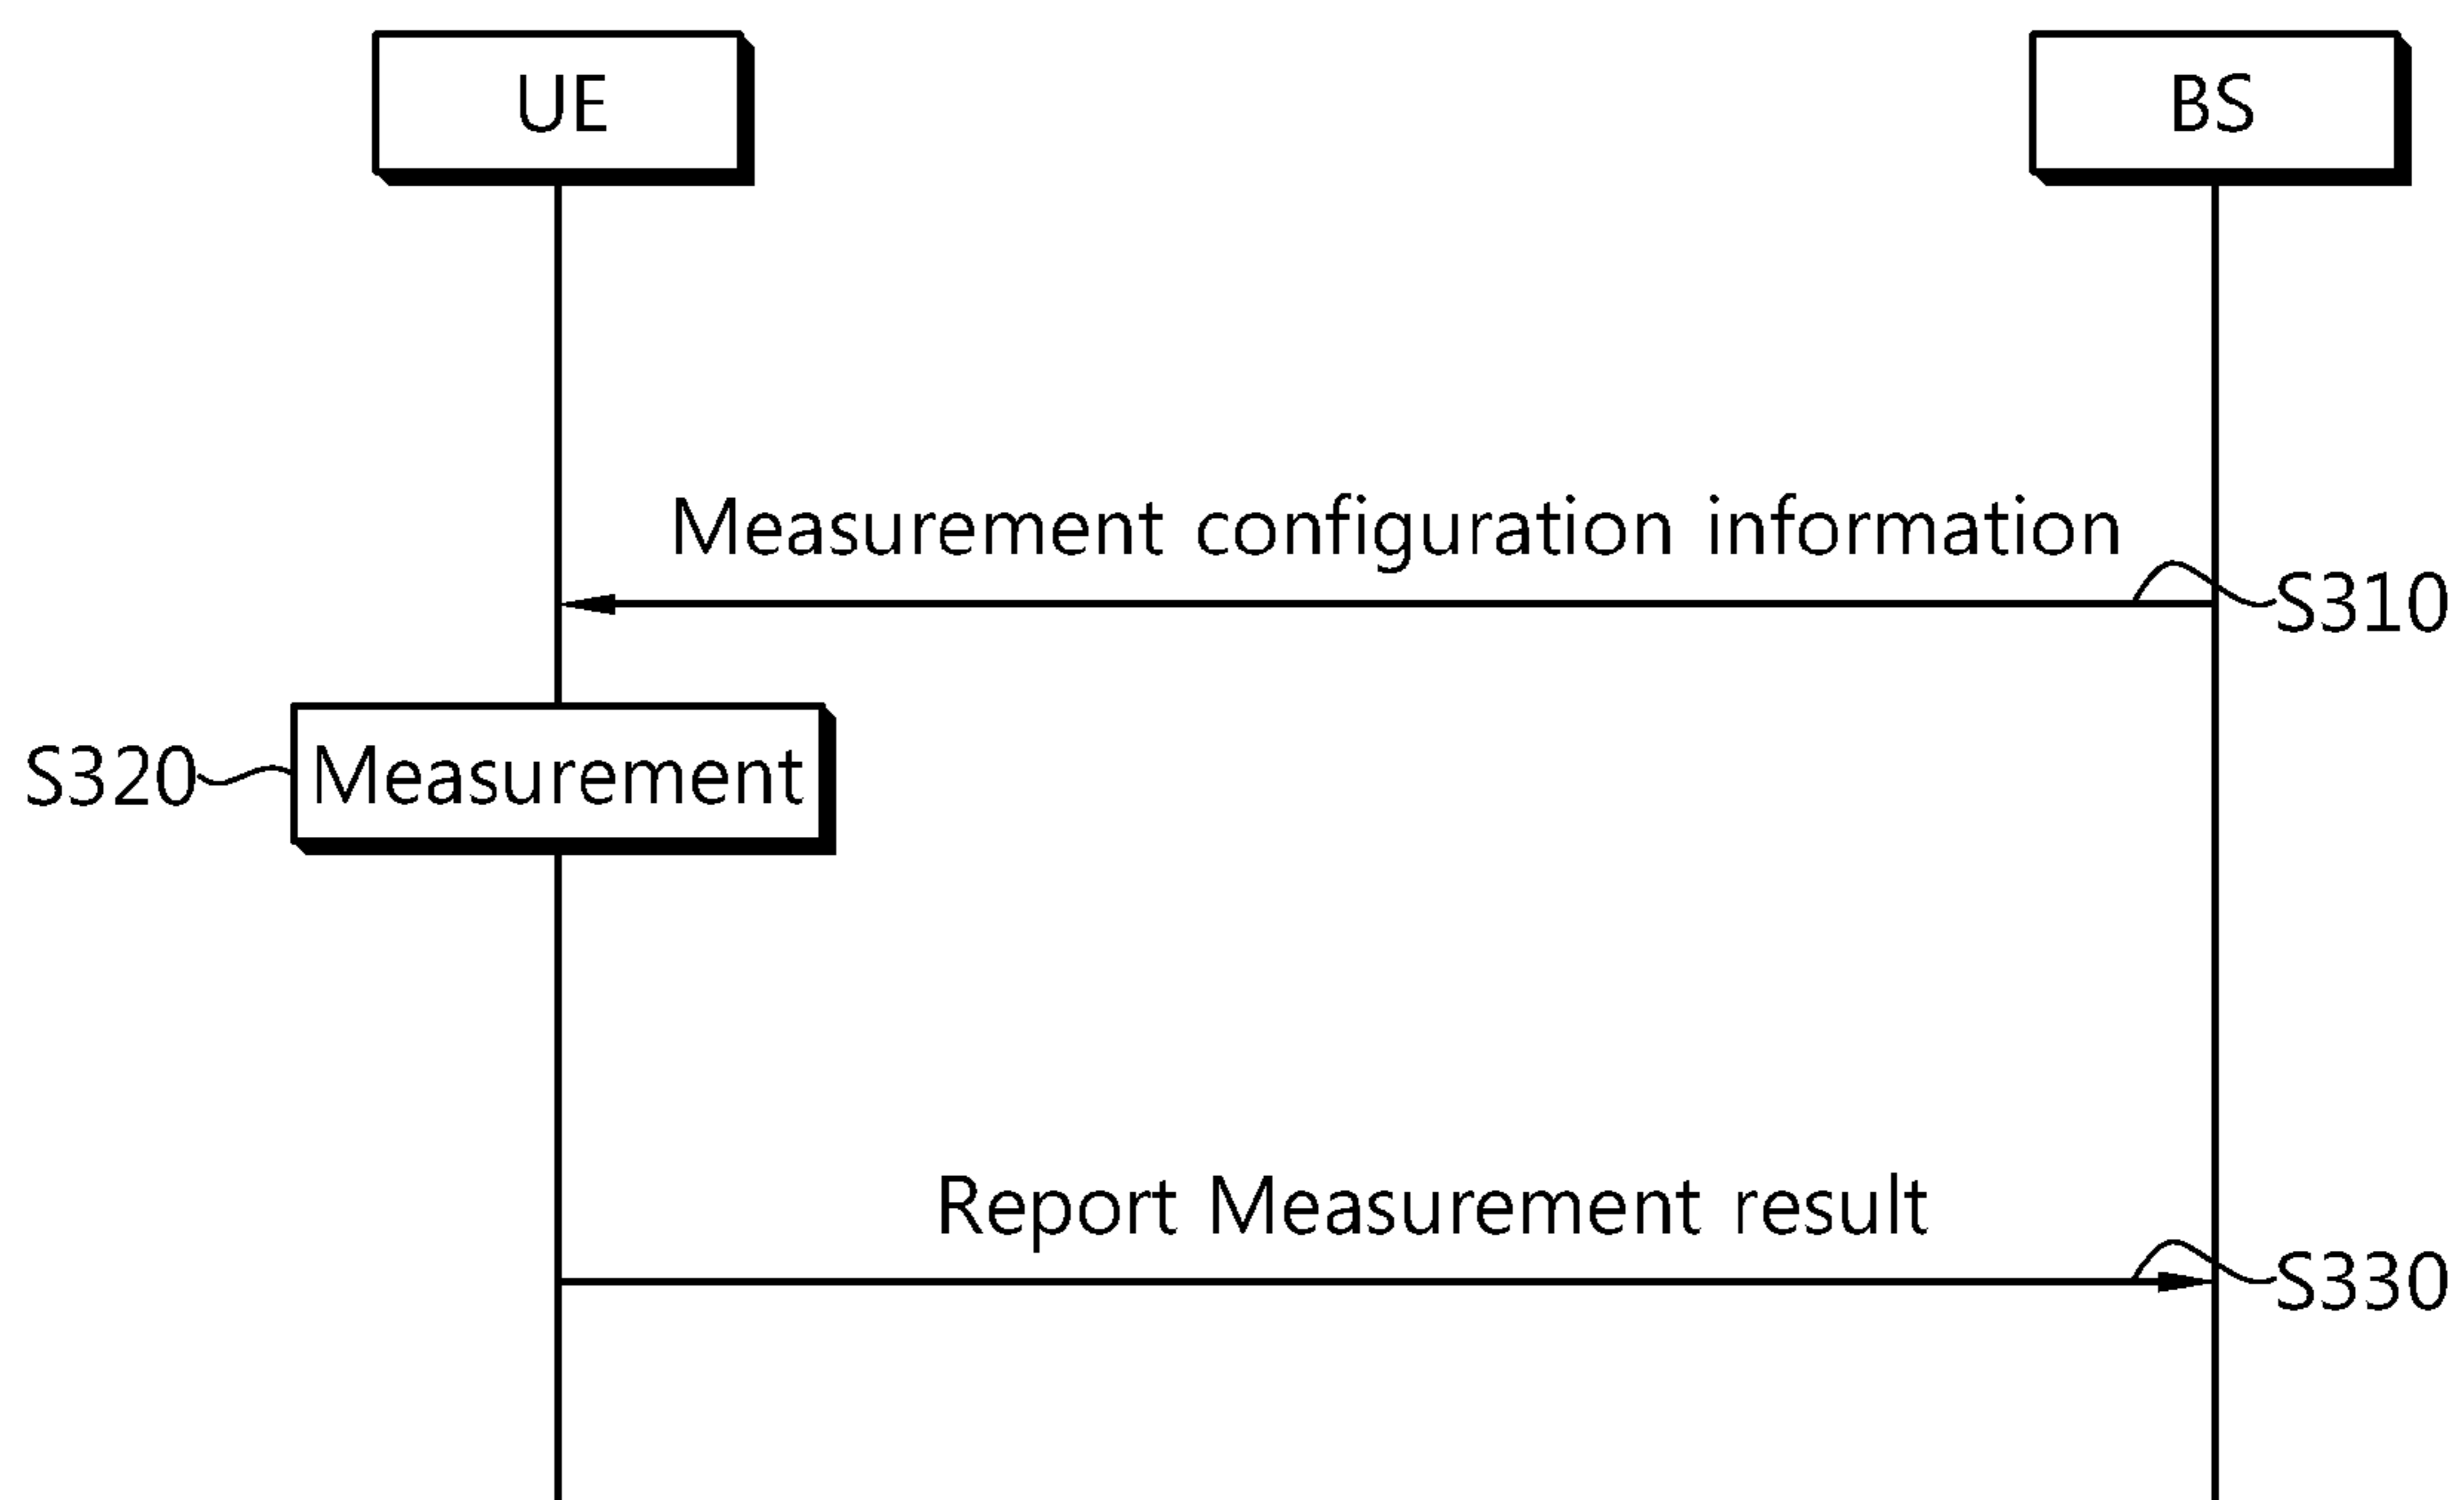 UE
BS
Measurement configuration information
S310
S320
Measurement
Report Measurement result
S330